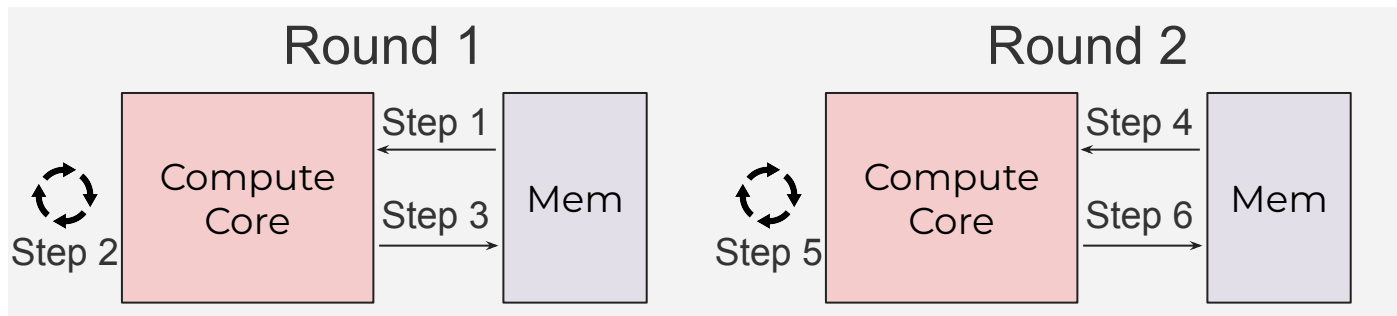 Round 1
Step 1
Compute
Core
Step 3
Mem
Step 2
Round 2
Step 4
Compute
Core
Step 6
Mem
Step 5